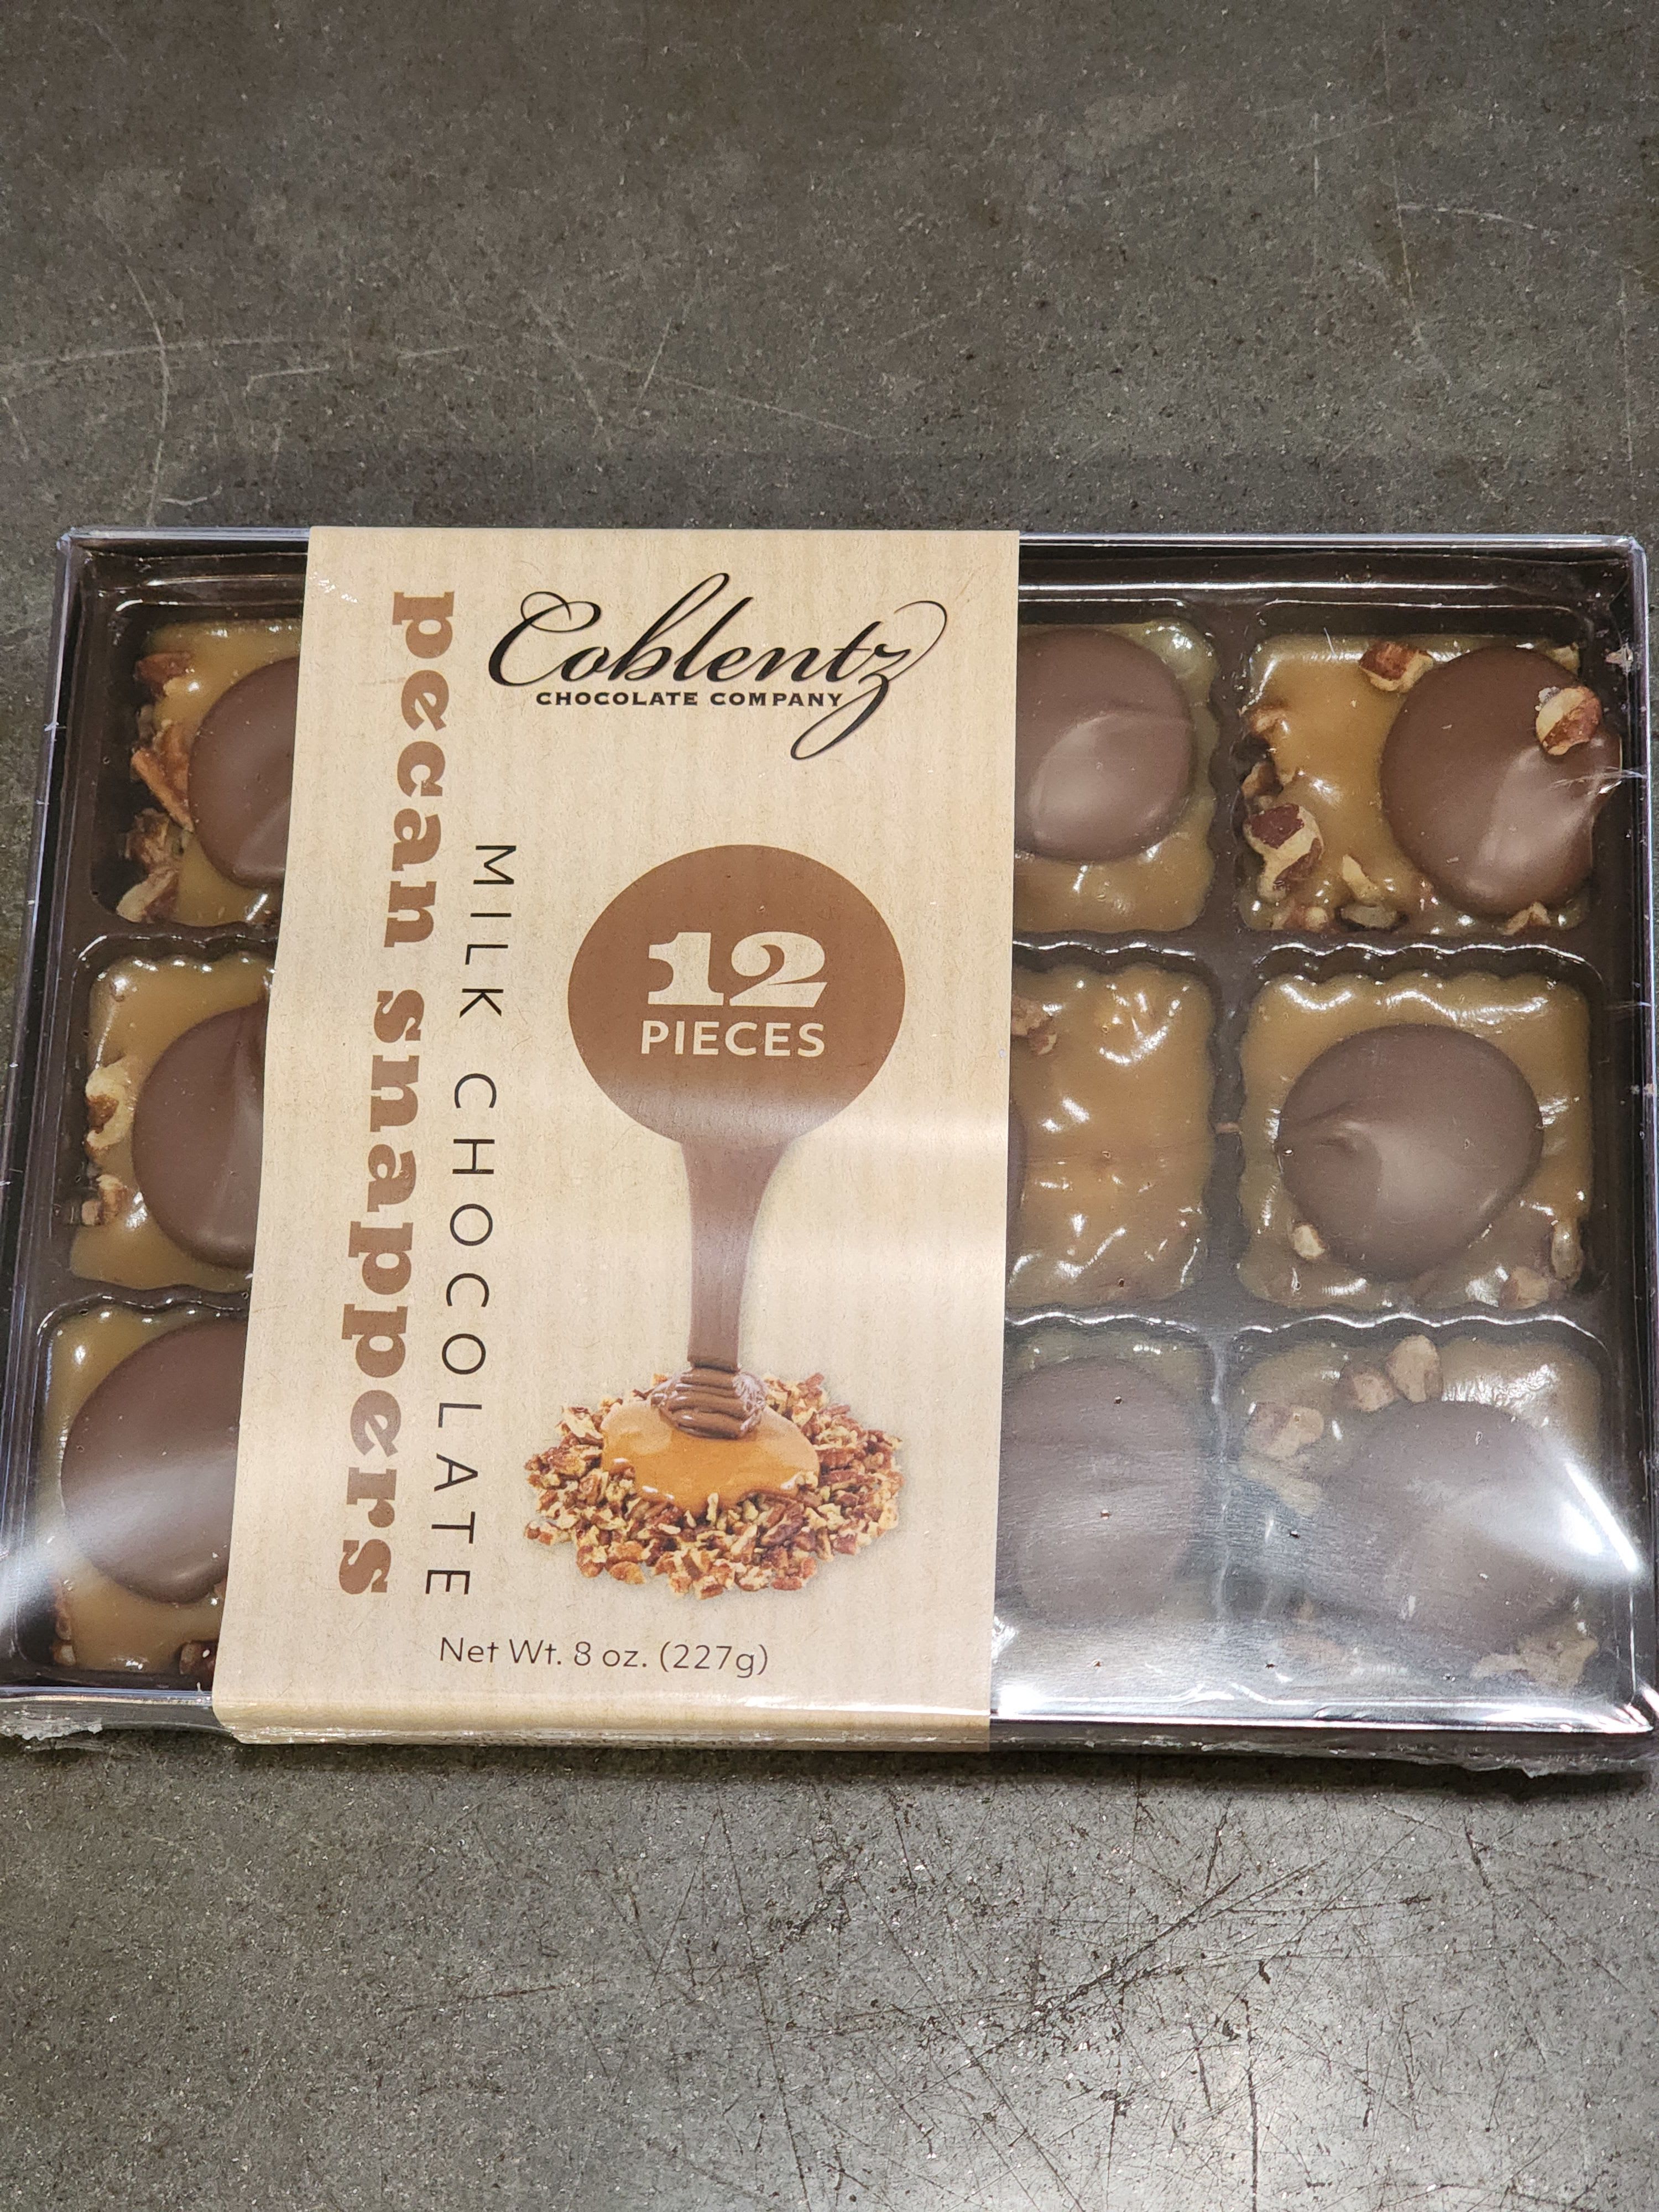 Coblentz
CHOCOLATE COMPANY
pecan snappers
MILK CHOCOLATE
12
PIECES
Net Wt. 8 oz. (227g)